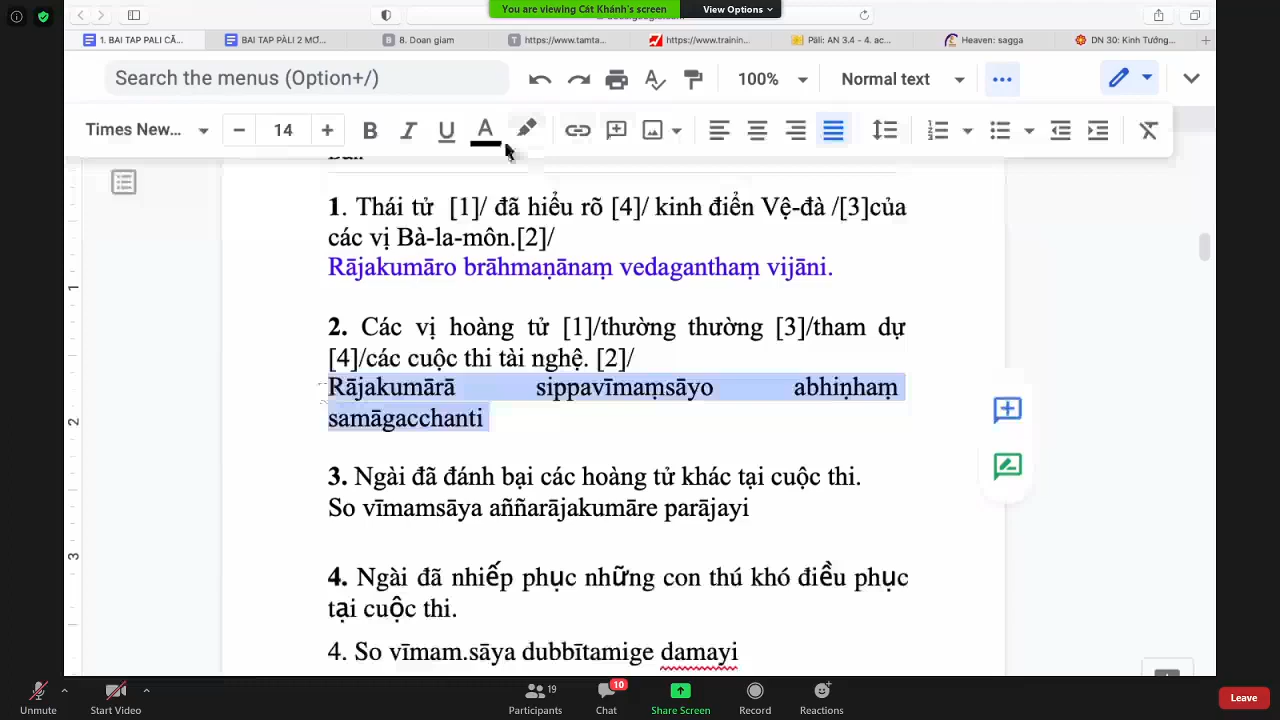 You are viewing Cát Khánh's screen
View Options
1. BAI TAP PALI CĂ...
BAI TAP PÀLI 2 MƠ...
8. Doan giam
https://www.tamta...
https://www.trainin...
Pāli: AN 3.4 - 4. ac...
Heaven: sagga
DN 30: Kinh Tướng...
Search the menus (Option+/)
100%
Normal text
Times New...
14
1. Thái tử [1]/ đã hiểu rõ [4]/ kinh điển Vệ-đà /[3]của
các vị Bà-la-môn.[2]/
Rājakumāro brāhmaṇānaṃ vedaganthaṃ vijāni.
2. Các vị hoàng tử [1]/thường thường [3]/tham dự
[4]/các cuộc thi tài nghệ. [2]/
Rājakumārā sippavīmaṃsāyo abhiṇhaṃ
samāgacchanti
3. Ngài đã đánh bại các hoàng tử khác tại cuộc thi.
So vīmamsāya aññarājakumāre parājayi
4. Ngài đã nhiếp phục những con thú khó điều phục
tại cuộc thi.
4. So vīmam.sāya dubbītamige damayi
1
2
3
Unmute
Start Video
Participants
19
Chat
10
Share Screen
Record
Reactions
Leave